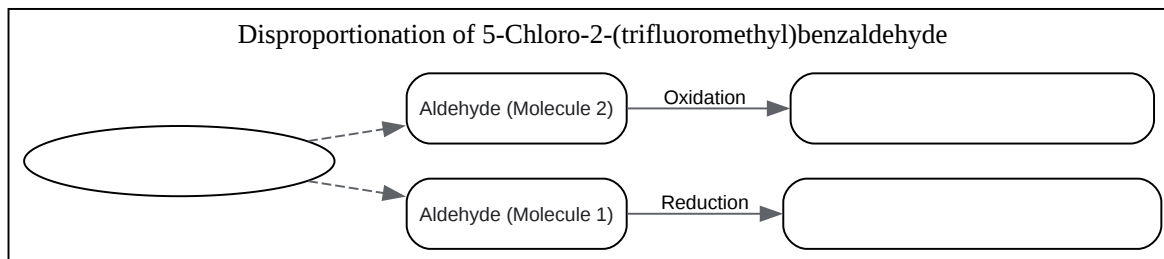 Disproportionation of 5-Chloro-2-(trifluoromethyl)benzaldehyde
Aldehyde (Molecule 2)
Oxidation
Aldehyde (Molecule 1)
Reduction